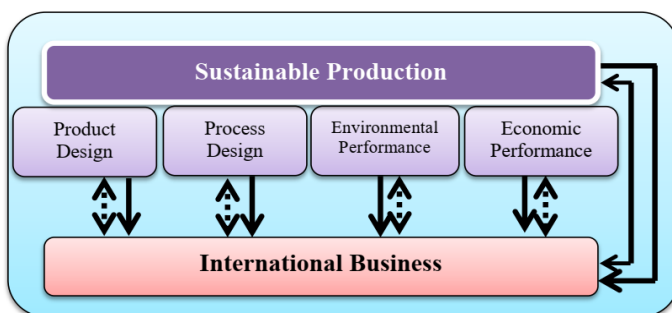 Sustainable Production
Product
Design
Process
Design
Environmental
Performance
Economic
Performance
International Business